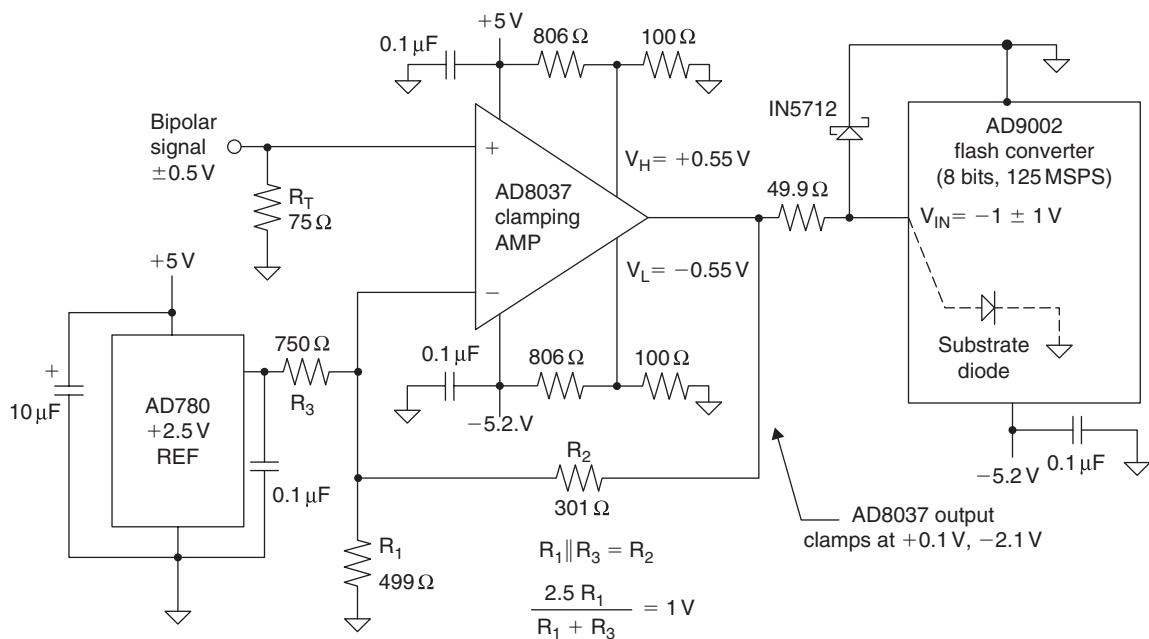 +5 V
0.1 µF
806 Ω
100 Ω
Bipolar
signal
±0.5 V
R_T
75 Ω
+
AD8037
clamping
AMP
−
V_H = +0.55 V
V_L = −0.55 V
49.9 Ω
IN5712
AD9002
flash converter
(8 bits, 125 MSPS)
V_IN = −1 ± 1 V
Substrate
diode
+5 V
+
10 µF
AD780
+2.5 V
REF
750 Ω
R_3
0.1 µF
0.1 µF
806 Ω
100 Ω
−5.2.V
−5.2 V
0.1 µF
R_2
301 Ω
R_1
499 Ω
R_1||R_3 = R_2
2.5 R_1
R_1 + R_3
= 1 V
AD8037 output
clamps at +0.1 V, −2.1 V